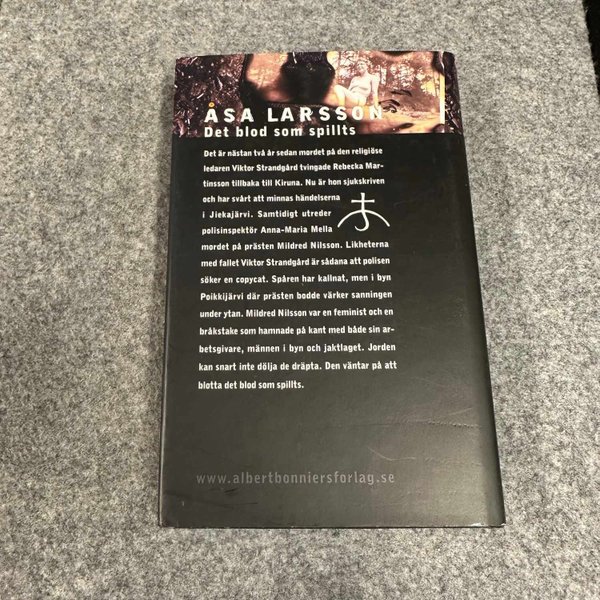 ÅSA LARSSON
Det blod som spillts
Det är nästan två år sedan mordet på den religiöse
ledaren Viktor Strandgård tvingade Rebecka Mar-
tinsson tillbaka till Kiruna. Nu är hon sjukskriven
och har svårt att minnas händelserna
i Jiekajärvi. Samtidigt utreder
polisinspektör Anna-Maria Mella
mordet på prästen Mildred Nilsson. Likheterna
med fallet Viktor Strandgård är sådana att polisen
söker en copycat. Spåren har kallnat, men i byn
Poikkijärvi där prästen bodde värker sanningen
under ytan. Mildred Nilsson var en feminist och en
bråkstake som hamnade på kant med både sin ar-
betsgivare, männen i byn och jaktlaget. Jorden
kan snart inte dölja de dräpta. Den väntar på att
blotta det blod som spillts.
www.albertbonniersforlag.se